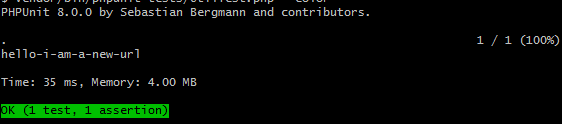 PHPUnit 8.0.0 by Sebastian Bergmann and contributors.
. 1 / 1 (100%)
hello-i-am-a-new-url
Time: 35 ms, Memory: 4.00 MB
OK (1 test, 1 assertion)